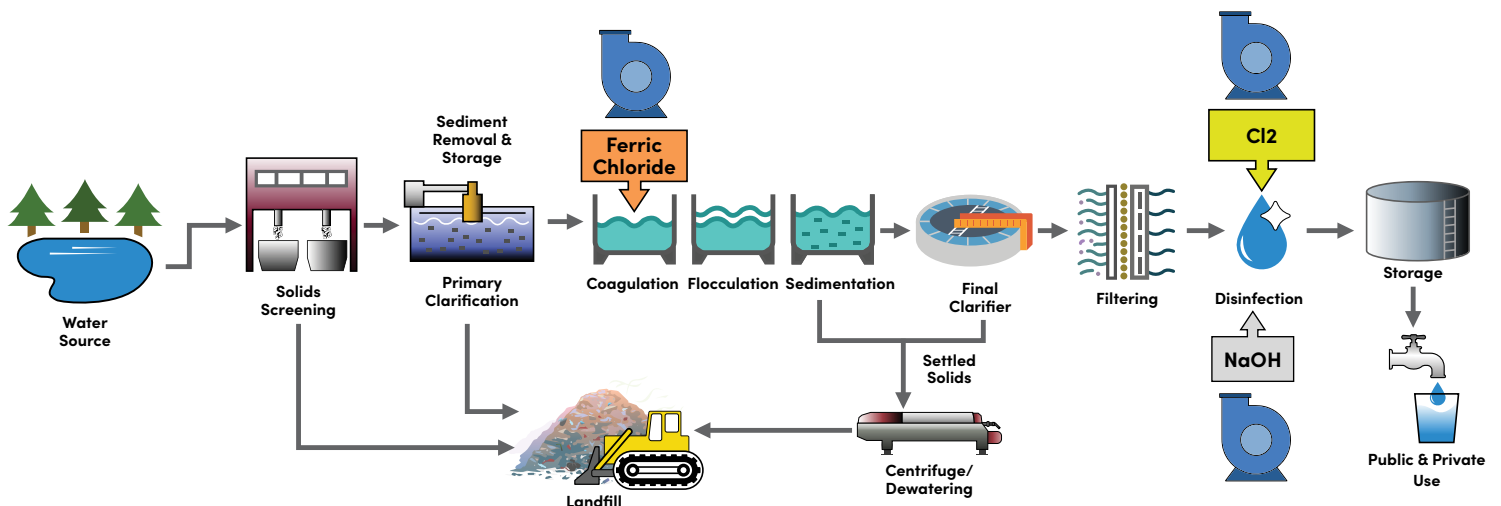 Water
Source
Solids
Screening
Sediment
Removal &
Storage
Primary
Clarification
Ferric
Chloride
Coagulation
Flocculation
Sedimentation
Final
Clarifier
Settled
Solids
Centrifuge/
Dewatering
Landfill
Filtering
Cl2
Disinfection
NaOH
Storage
Public & Private
Use